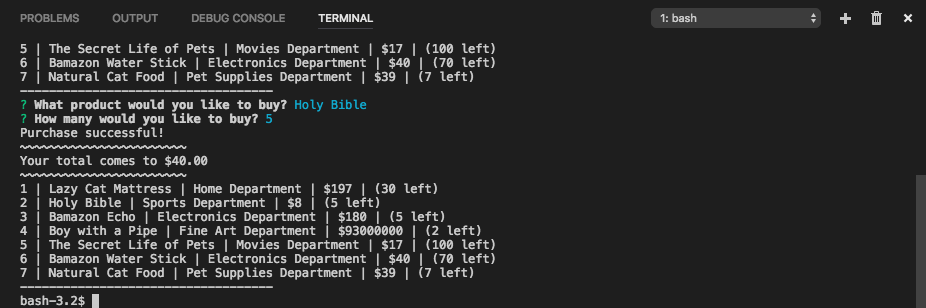 PROBLEMS OUTPUT DEBUG CONSOLE TERMINAL 1: bash
5 | The Secret Life of Pets | Movies Department | $17 | (100 left)
6 | Bamazon Water Stick | Electronics Department | $40 | (70 left)
7 | Natural Cat Food | Pet Supplies Department | $39 | (7 left)
-----------------------------------
? What product would you like to buy? Holy Bible
? How many would you like to buy? 5
Purchase successful!
~~~~~~~~~~~~~~~~~~~~~~~
Your total comes to $40.00
~~~~~~~~~~~~~~~~~~~~~~~
1 | Lazy Cat Mattress | Home Department | $197 | (30 left)
2 | Holy Bible | Sports Department | $8 | (5 left)
3 | Bamazon Echo | Electronics Department | $180 | (5 left)
4 | Boy with a Pipe | Fine Art Department | $93000000 | (2 left)
5 | The Secret Life of Pets | Movies Department | $17 | (100 left)
6 | Bamazon Water Stick | Electronics Department | $40 | (70 left)
7 | Natural Cat Food | Pet Supplies Department | $39 | (7 left)
-----------------------------------
bash-3.2$